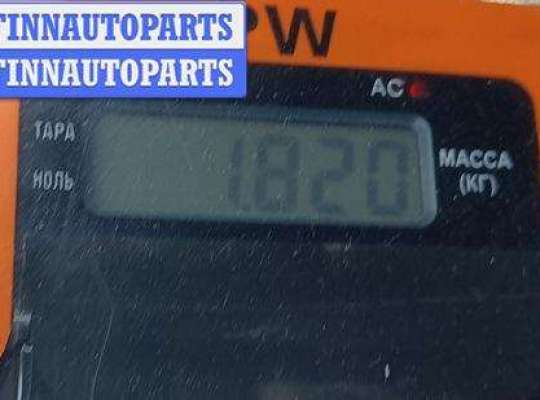 FINNAUTOPARTS
FINNAUTOPARTS
PW
AC
ТАРА
НОЛЬ
1.820
МАССА
(КГ)